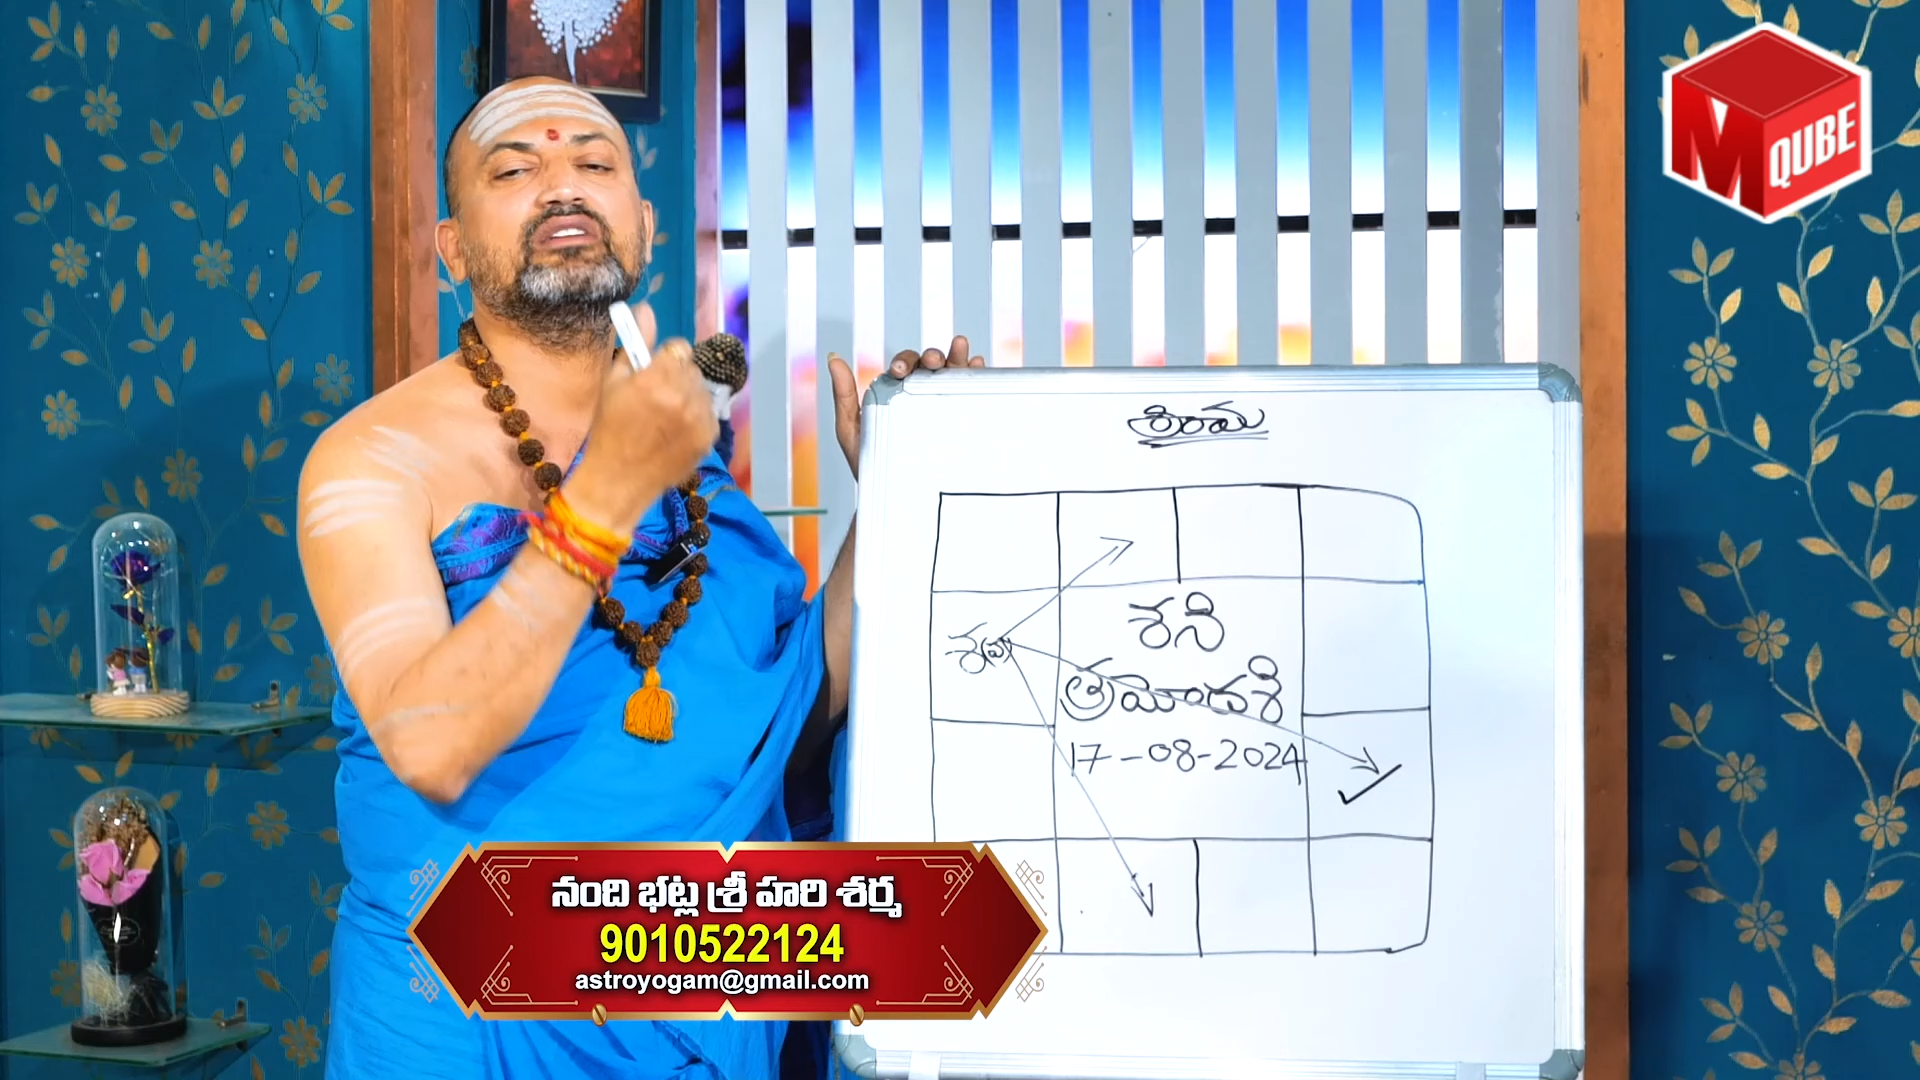 M QUBE
శ్రీరామ
శని
త్రయోదశి
17-08-2024
నంది భట్ల శ్రీ హరి శర్మ
9010522124
astroyogam@gmail.com